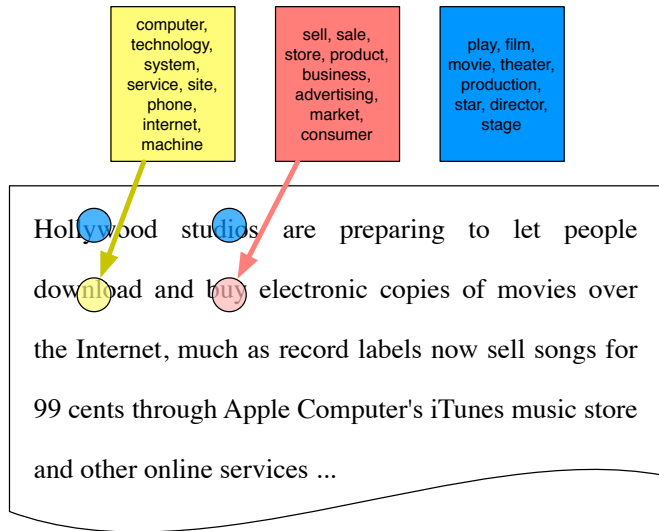 computer,
technology,
system,
service, site,
phone,
internet,
machine
sell, sale,
store, product,
business,
advertising,
market,
consumer
play, film,
movie, theater,
production,
star, director,
stage
Hollywood studios are preparing to let people
download and buy electronic copies of movies over
the Internet, much as record labels now sell songs for
99 cents through Apple Computer's iTunes music store
and other online services ...